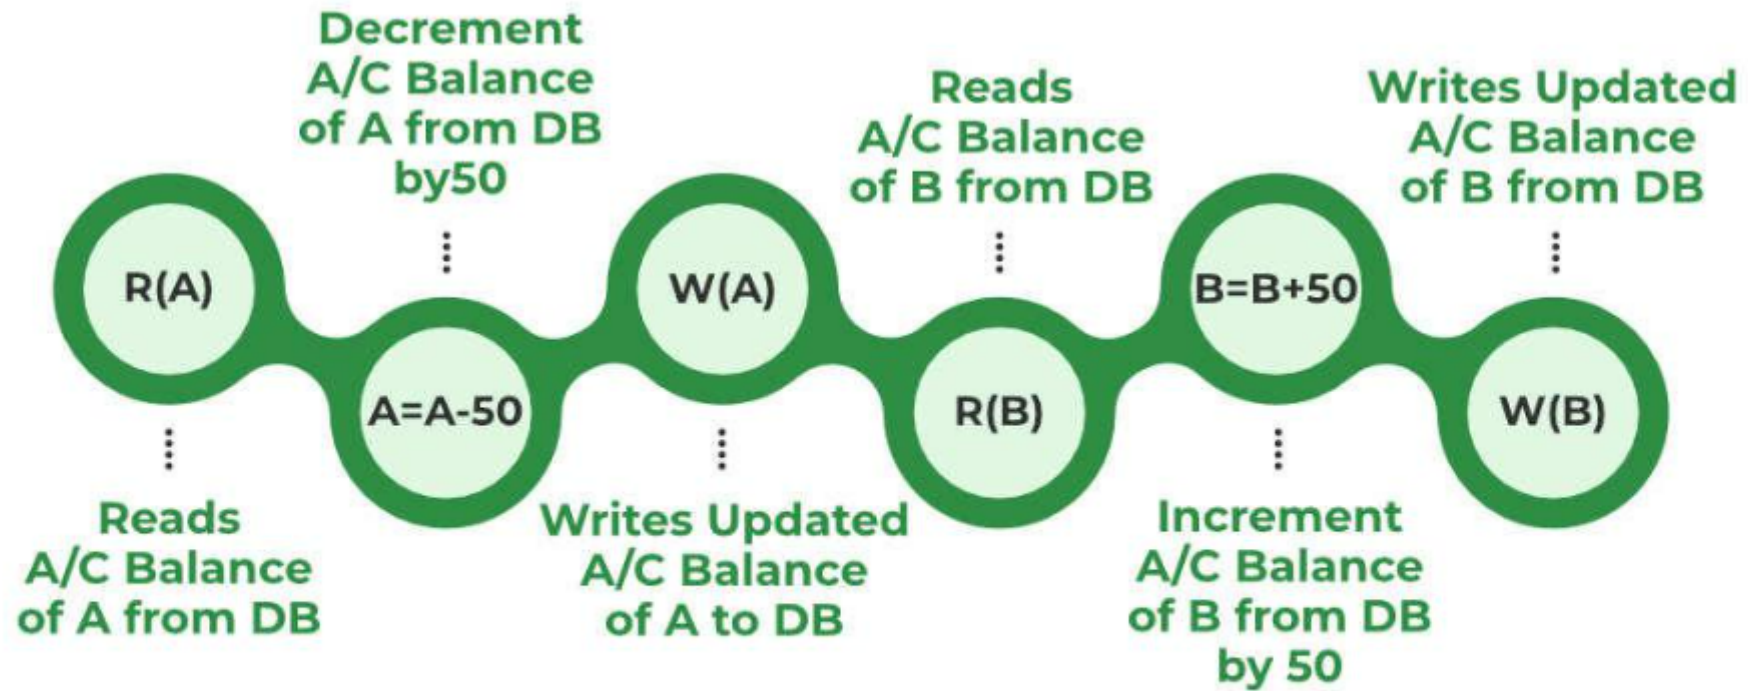 R(A)
Reads
A/C Balance
of A from DB
Decrement
A/C Balance
of A from DB
by50
A=A-50
W(A)
Writes Updated
A/C Balance
of A to DB
Reads
A/C Balance
of B from DB
R(B)
B=B+50
Increment
A/C Balance
of B from DB
by 50
Writes Updated
A/C Balance
of B from DB
W(B)